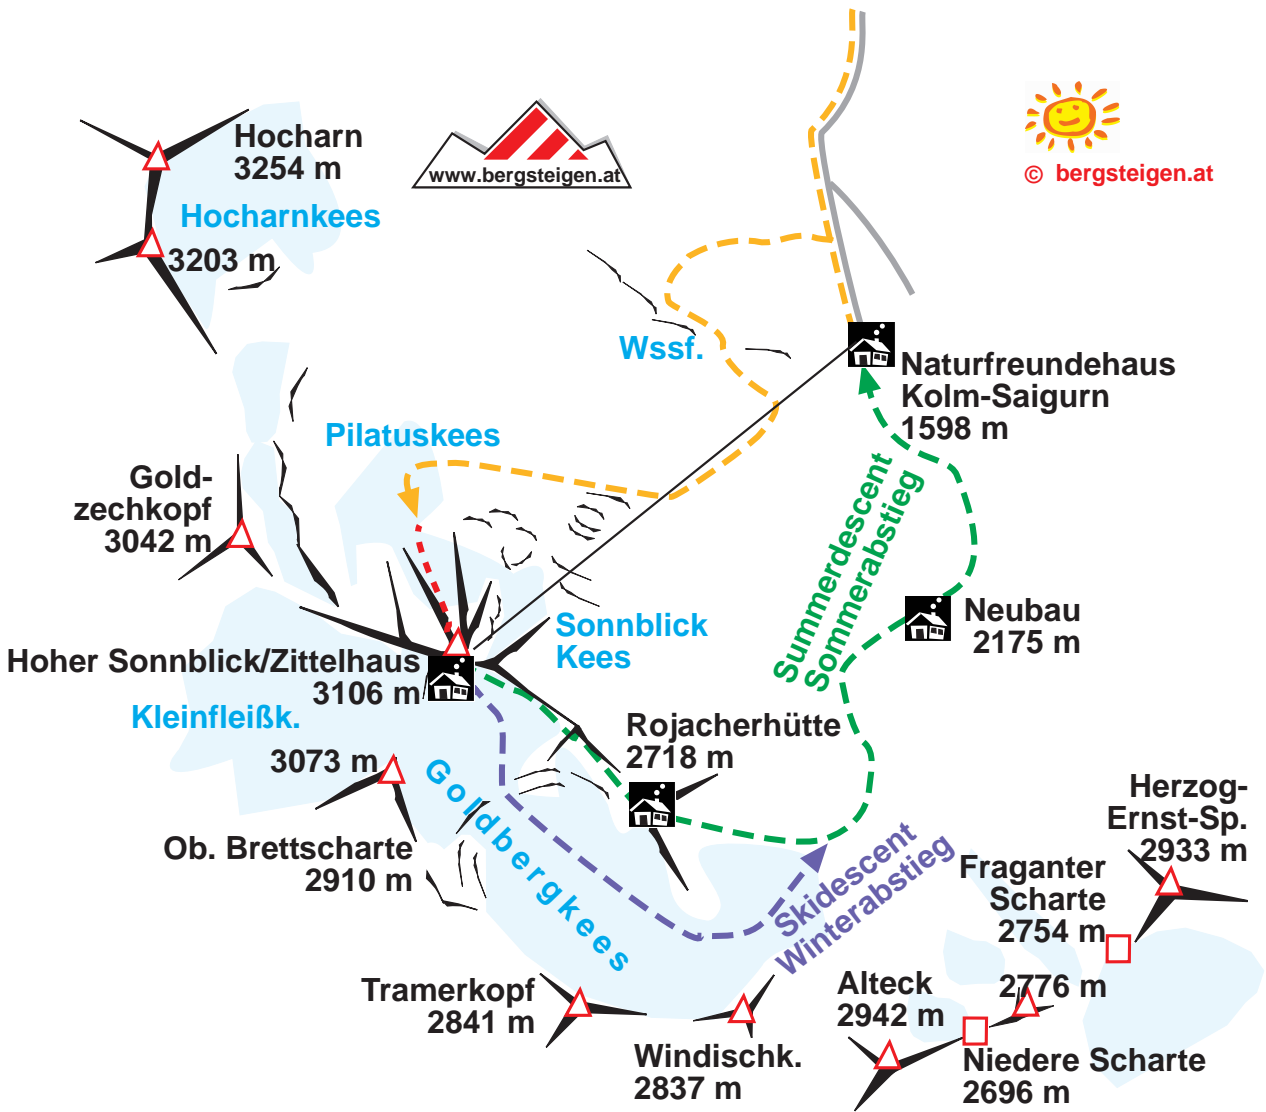 Hocharn
3254 m
www.bergsteigen.at
© bergsteigen.at
Hocharnkees
3203 m
Wssf.
Naturfreundehaus
Kolm-Saigurn
1598 m
Pilatuskees
Gold-
zechkopf
3042 m
Summerdescent
Sommerabstieg
Neubau
2175 m
Sonnblick
Kees
Hoher Sonnblick/Zittelhaus
3106 m
Kleinfleißk.
Rojacherhütte
2718 m
3073 m
Goldbergkees
Ob. Brettscharte
2910 m
Herzog-
Ernst-Sp.
2933 m
Skidescent
Winterabstieg
Fraganter
Scharte
2754 m
Tramerkopf
2841 m
Alteck
2942 m
2776 m
Windischk.
2837 m
Niedere Scharte
2696 m